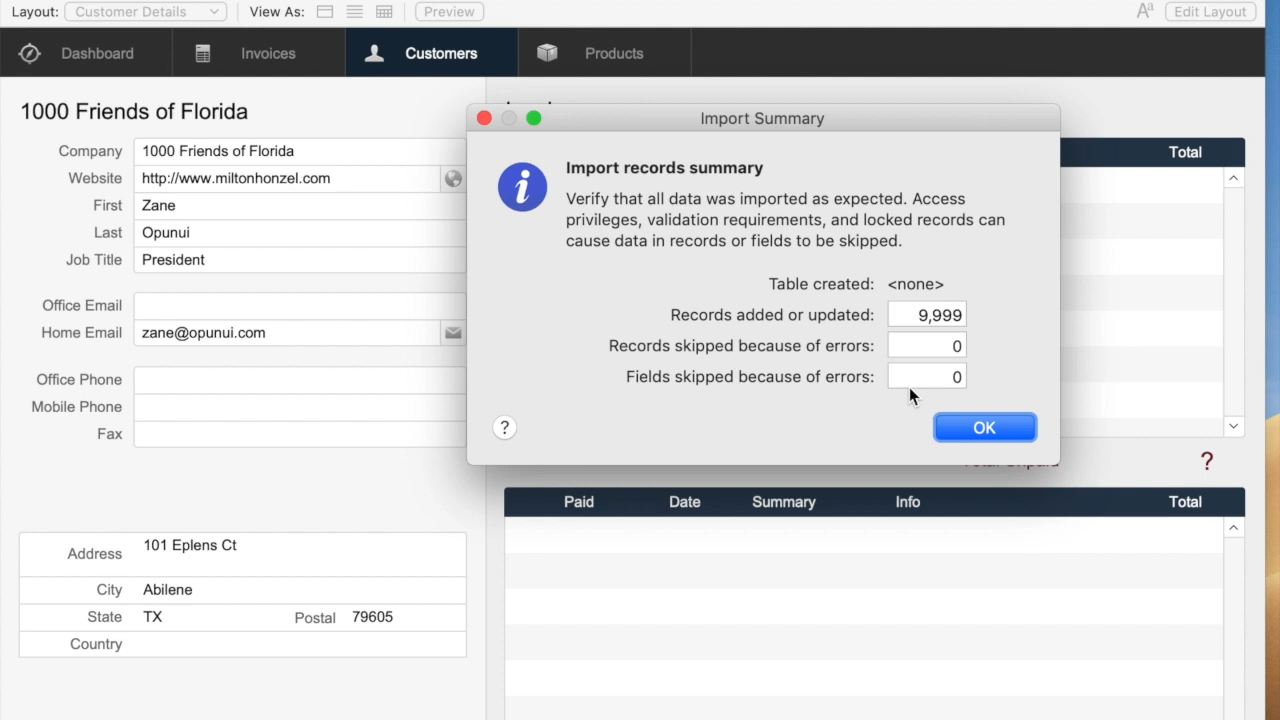 Layout: Customer Details View As: Preview Aa Edit Layout
Dashboard Invoices Customers Products
1000 Friends of Florida
Company 1000 Friends of Florida
Website http://www.miltonhonzel.com
First Zane
Last Opunui
Job Title President
Office Email
Home Email zane@opunui.com
Office Phone
Mobile Phone
Fax
Address 101 Eplens Ct
City Abilene
State TX Postal 79605
Country
Import Summary
i
Import records summary
Verify that all data was imported as expected. Access
privileges, validation requirements, and locked records can
cause data in records or fields to be skipped.
Table created: <none>
Records added or updated: 9,999
Records skipped because of errors: 0
Fields skipped because of errors: 0
? OK
Total
?
Paid Date Summary Info Total